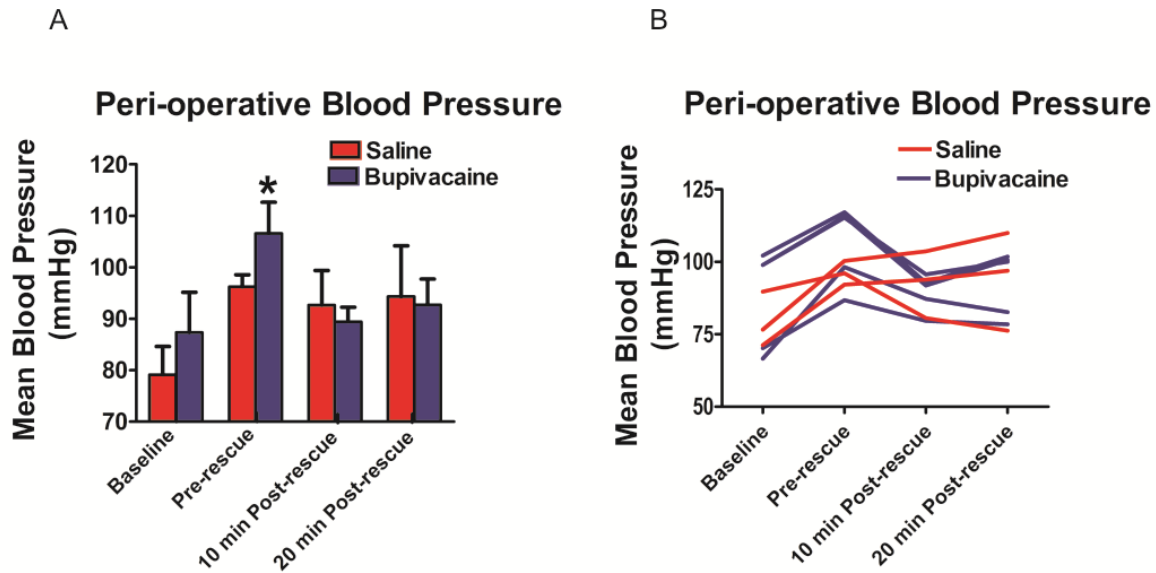 A
Peri-operative Blood Pressure
Saline
Bupivacaine
Mean Blood Pressure
(mmHg)
120
110
100
90
80
70
*
Baseline
Pre-rescue
10 min Post-rescue
20 min Post-rescue
B
Peri-operative Blood Pressure
Saline
Bupivacaine
Mean Blood Pressure
(mmHg)
125
100
75
50
Baseline
Pre-rescue
10 min Post-rescue
20 min Post-rescue